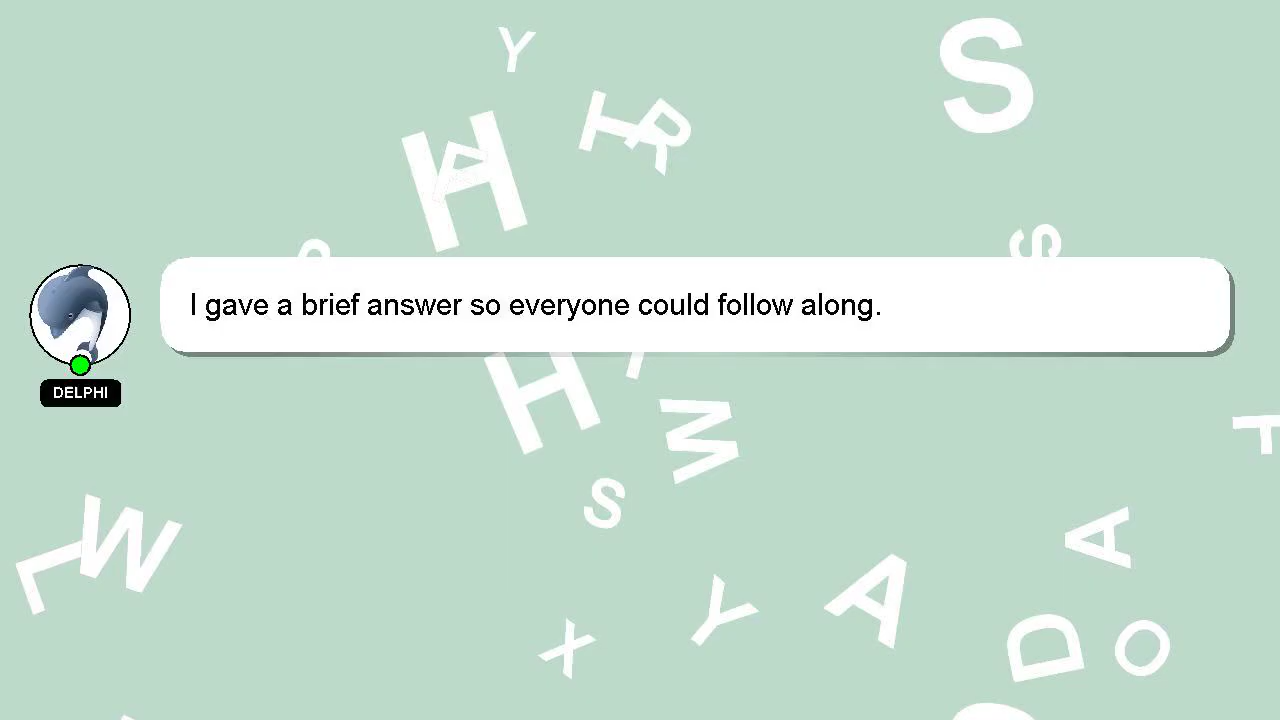 I gave a brief answer so everyone could follow along.
DELPHI
Y
S
T
R
H
A
S
H
W
S
W
L
A
Y
A
X
D
O